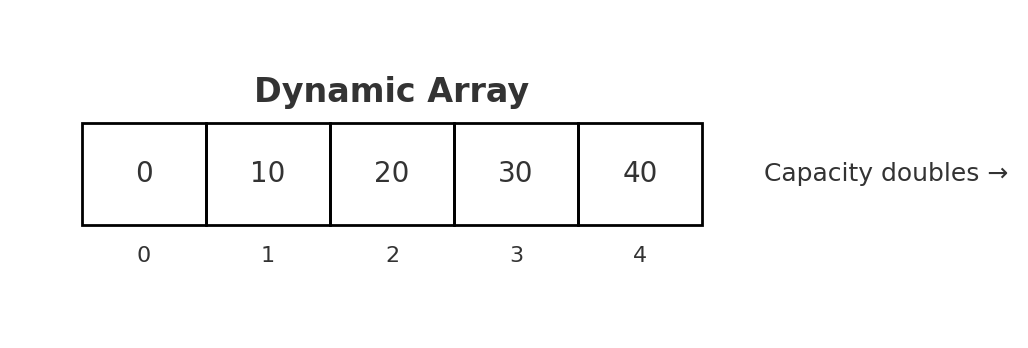 Dynamic Array
0 10 20 30 40 Capacity doubles →
0 1 2 3 4